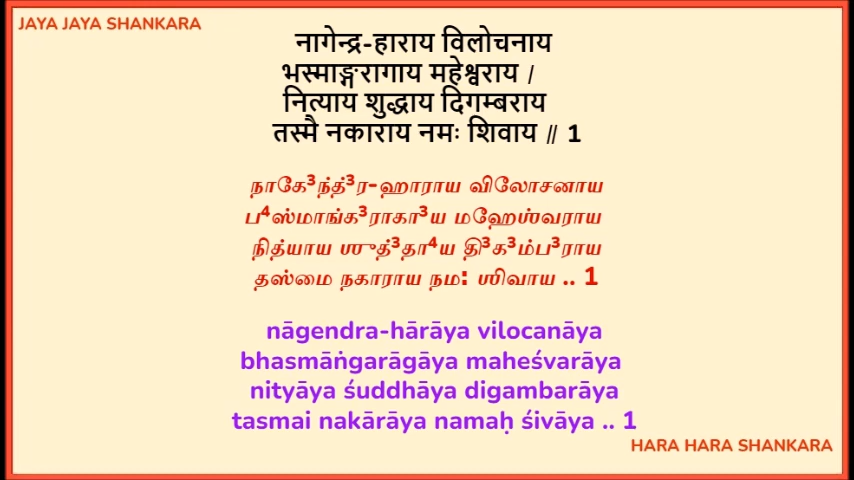 JAYA JAYA SHANKARA
नागेन्द्र-हाराय विलोचनाय
भस्माङ्गरागाय महेश्वराय /
नित्याय शुद्धाय दिगम्बराय
तस्मै नकाराय नमः शिवाय // 1
நாகே³ந்த்³ர-ஹாராய விலோசனாய
ப⁴ஸ்மாங்க³ராகா³ய மஹேஶ்வராய
நித்யாய ஶுத்³தா⁴ய தி³க³ம்ப³ராய
தஸ்மை நகாராய நம: ஶிவாய .. 1
nāgendra-hārāya vilocanāya
bhasmāṅgarāgāya maheśvarāya
nityāya śuddhāya digambarāya
tasmai nakārāya namaḥ śivāya .. 1
HARA HARA SHANKARA